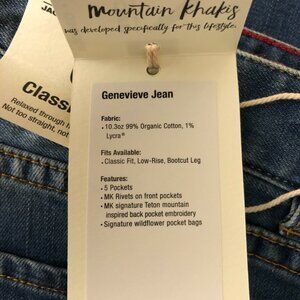 Mountain Khakis
was developed specifically for this lifestyle.
JAC
Class
Relaxed through h
Not too straight, not
Genevieve Jean
Fabric:
• 10.3oz 99% Organic Cotton, 1%
Lycra®
Fits Available:
• Classic Fit, Low-Rise, Bootcut Leg
Features:
• 5 Pockets
• MK Rivets on front pockets
• MK signature Teton mountain
inspired back pocket embroidery
• Signature wildflower pocket bags